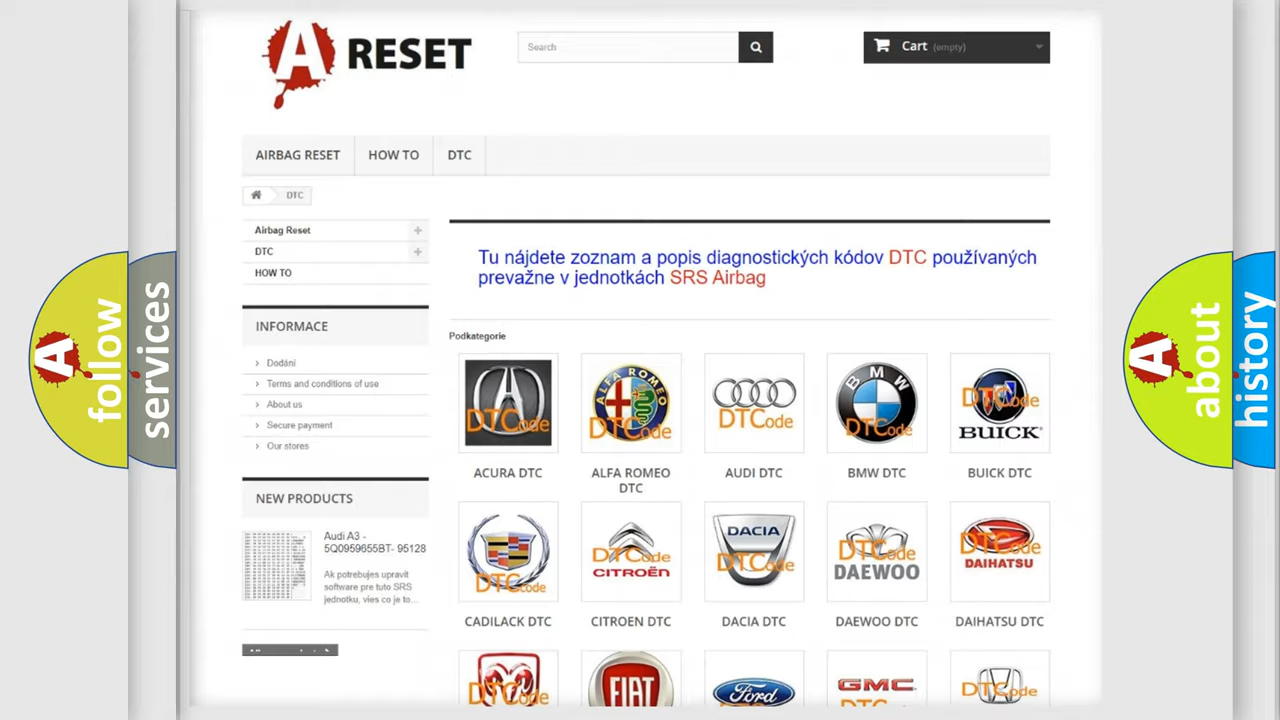 A RESET
Search
Cart (empty)
AIRBAG RESET
HOW TO
DTC
DTC
Airbag Reset
DTC
HOW TO
INFORMACE
Dodání
Terms and conditions of use
About us
Secure payment
Our stores
NEW PRODUCTS
Audi A3 -
5Q0959655BT- 95128
Ak potrebujes upravit
software pre tuto SRS
jednotku, vies co je to...
Tu nájdete zoznam a popis diagnostických kódov DTC používaných
prevažne v jednotkách SRS Airbag
Podkategorie
DTCode
ALFA ROMEO
DTCode
DTCode
BMW
DTCode
DTCode
BUICK
ACURA DTC
ALFA ROMEO
DTC
AUDI DTC
BMW DTC
BUICK DTC
DTCode
DTCode
CITROËN
DACIA
DTCode
DTCode
DAEWOO
DTCode
DAIHATSU
CADILACK DTC
CITROEN DTC
DACIA DTC
DAEWOO DTC
DAIHATSU DTC
DTCode
FIAT
Ford
GMC
DTCode
A follow
services
A about
history